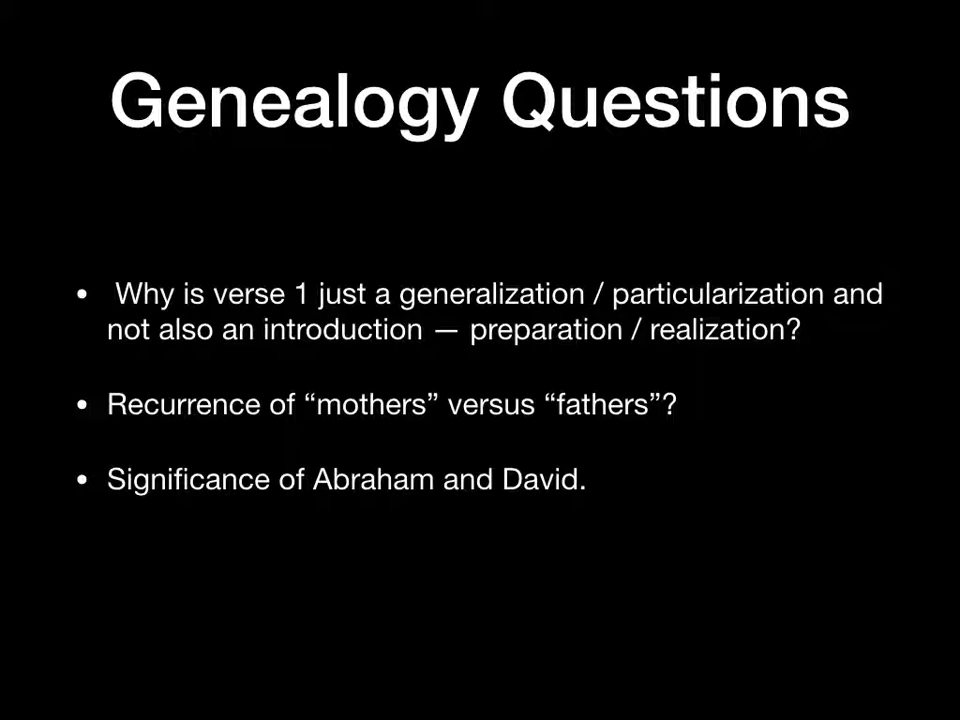 Genealogy Questions
• Why is verse 1 just a generalization / particularization and
not also an introduction — preparation / realization?
• Recurrence of “mothers” versus “fathers”?
• Significance of Abraham and David.